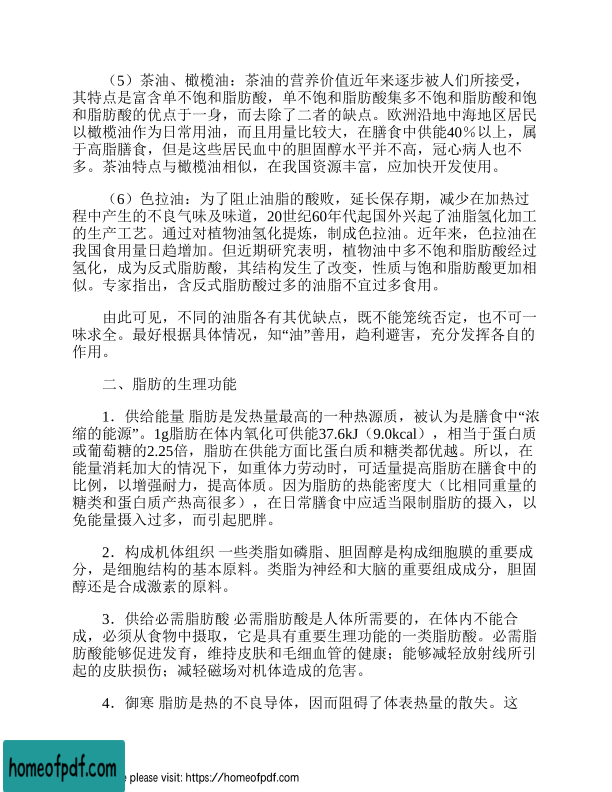 （5）茶油、橄榄油：茶油的营养价值近年来逐步被人们所接受，
其特点是富含单不饱和脂肪酸，单不饱和脂肪酸集多不饱和脂肪酸和饱
和脂肪酸的优点于一身，而去除了二者的缺点。欧洲沿地中海地区居民
以橄榄油作为日常用油，而且用量比较大，在膳食中供能40％以上，属
于高脂膳食，但是这些居民血中的胆固醇水平并不高，冠心病人也不
多。茶油特点与橄榄油相似，在我国资源丰富，应加快开发使用。
（6）色拉油：为了阻止油脂的酸败，延长保存期，减少在加热过
程中产生的不良气味及味道，20世纪60年代起国外兴起了油脂氢化加工
的生产工艺。通过对植物油氢化提炼，制成色拉油。近年来，色拉油在
我国食用量日趋增加。但近期研究表明，植物油中多不饱和脂肪酸经过
氢化，成为反式脂肪酸，其结构发生了改变，性质与饱和脂肪酸更加相
似。专家指出，含反式脂肪酸过多的油脂不宜过多食用。
由此可见，不同的油脂各有其优缺点，既不能笼统否定，也不可一
味求全。最好根据具体情况，知“油”善用，趋利避害，充分发挥各自的
作用。
二、脂肪的生理功能
1．供给能量 脂肪是发热量最高的一种热源质，被认为是膳食中“浓
缩的能源”。1g脂肪在体内氧化可供能37.6kJ（9.0kcal），相当于蛋白质
或葡萄糖的2.25倍，脂肪在供能方面比蛋白质和糖类都优越。所以，在
能量消耗加大的情况下，如重体力劳动时，可适量提高脂肪在膳食中的
比例，以增强耐力，提高体质。因为脂肪的热能密度大（比相同重量的
糖类和蛋白质产热高很多），在日常膳食中应适当限制脂肪的摄入，以
免能量摄入过多，而引起肥胖。
2．构成机体组织 一些类脂如磷脂、胆固醇是构成细胞膜的重要成
分，是细胞结构的基本原料。类脂为神经和大脑的重要组成成分，胆固
醇还是合成激素的原料。
3．供给必需脂肪酸 必需脂肪酸是人体所需要的，在体内不能合
成，必须从食物中摄取，它是具有重要生理功能的一类脂肪酸。必需脂
肪酸能够促进发育，维持皮肤和毛细血管的健康；能够减轻放射线所引
起的皮肤损伤；减轻磁场对机体造成的危害。
4．御寒 脂肪是热的不良导体，因而阻碍了体表热量的散失。这
homeofpdf.com
please visit: https://homeofpdf.com